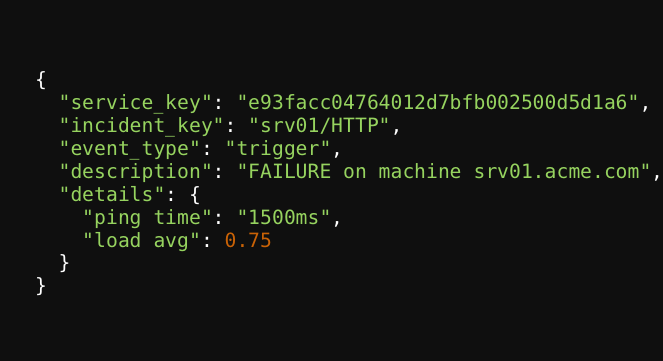 {
"service_key": "e93facc04764012d7bfb002500d5d1a6",
"incident_key": "srv01/HTTP",
"event_type": "trigger",
"description": "FAILURE on machine srv01.acme.com",
"details": {
"ping time": "1500ms",
"load avg": 0.75
}
}